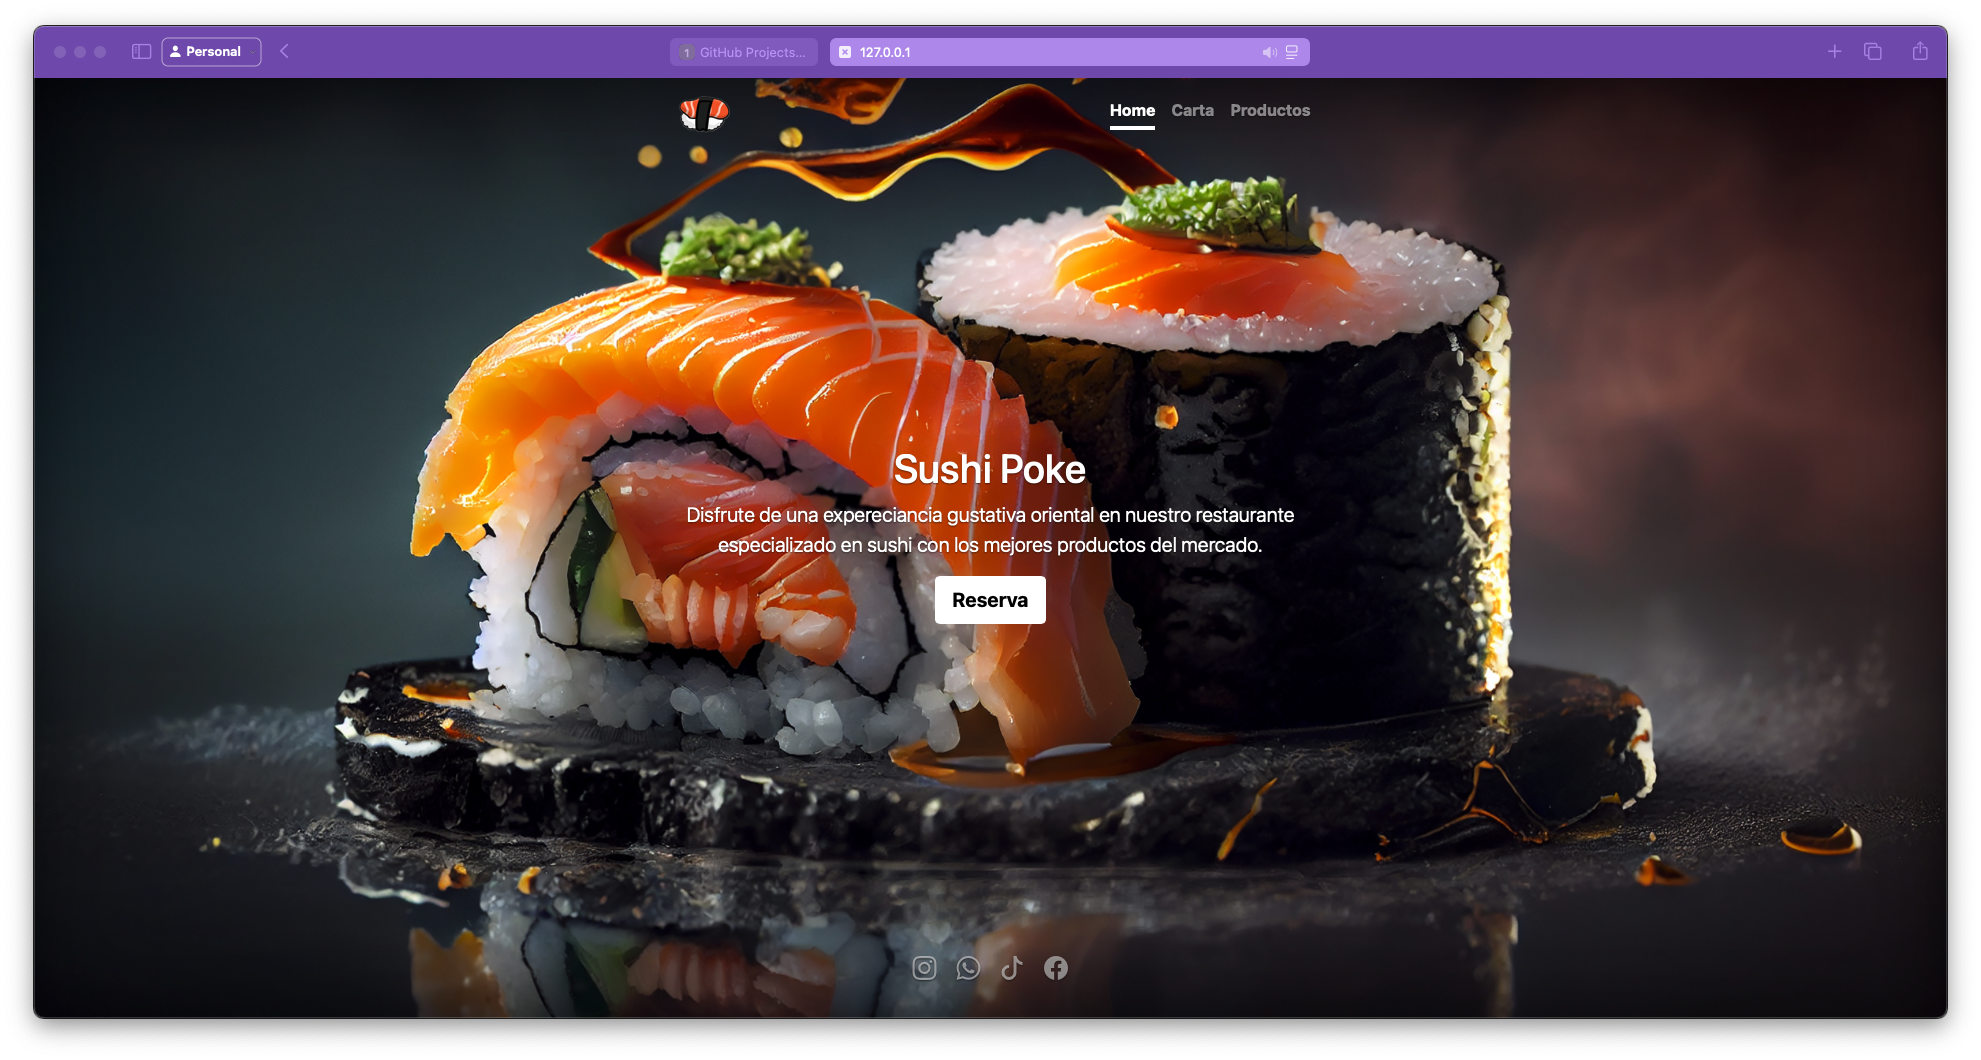 Personal
1 GitHub Projects...
127.0.0.1
Home Carta Productos
Sushi Poke
Disfrute de una expereciancia gustativa oriental en nuestro restaurante
especializado en sushi con los mejores productos del mercado.
Reserva